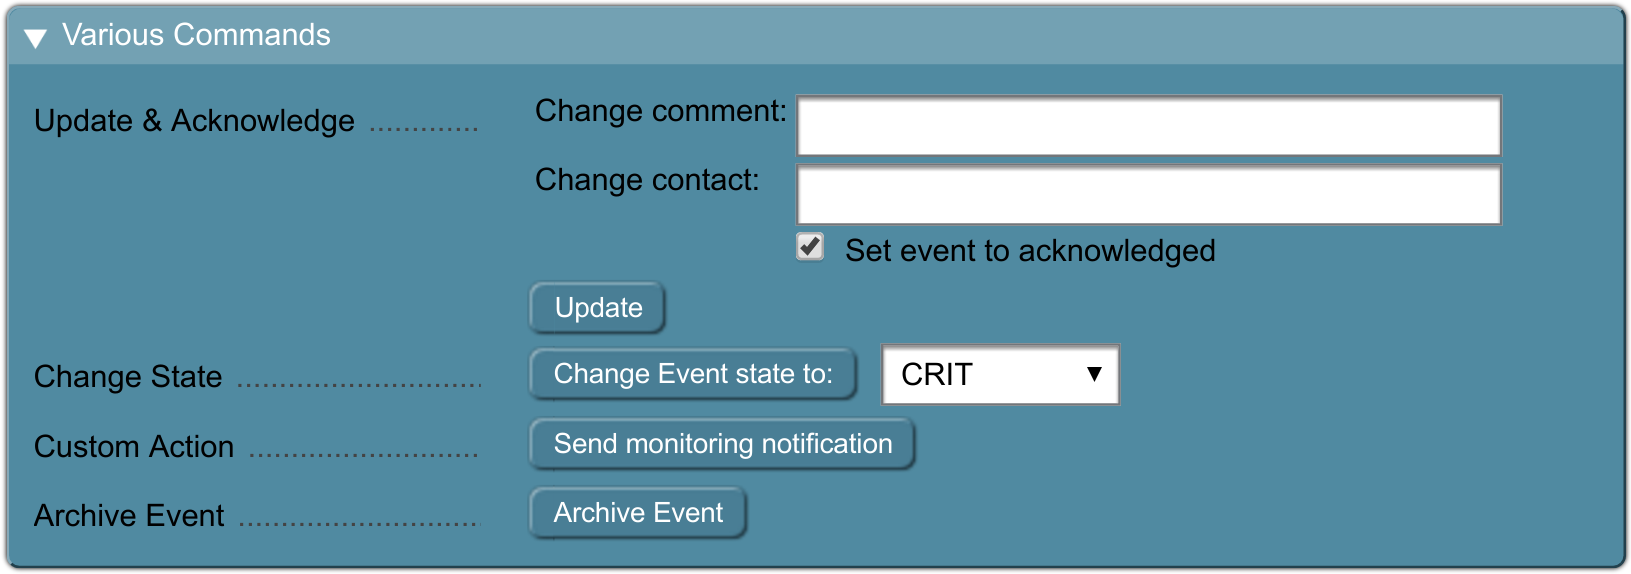 Various Commands
Update & Acknowledge ............. Change comment:
Change contact:
Set event to acknowledged
Update
Change State ............................. Change Event state to: CRIT
Custom Action ........................... Send monitoring notification
Archive Event ............................ Archive Event